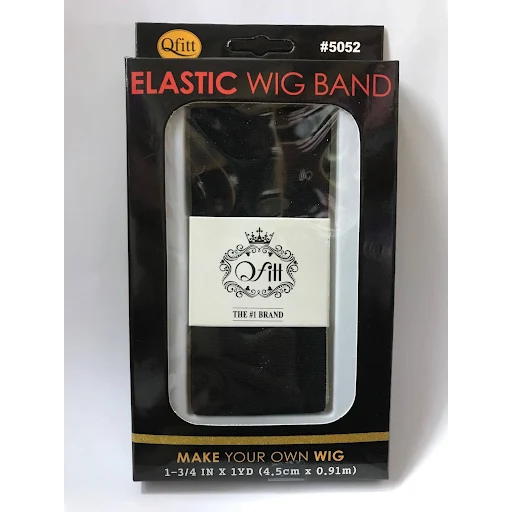 Qfitt
#5052
ELASTIC WIG BAND
Qfitt
THE #1 BRAND
MAKE YOUR OWN WIG
1-3/4 IN X 1YD (4.5cm x 0.91m)